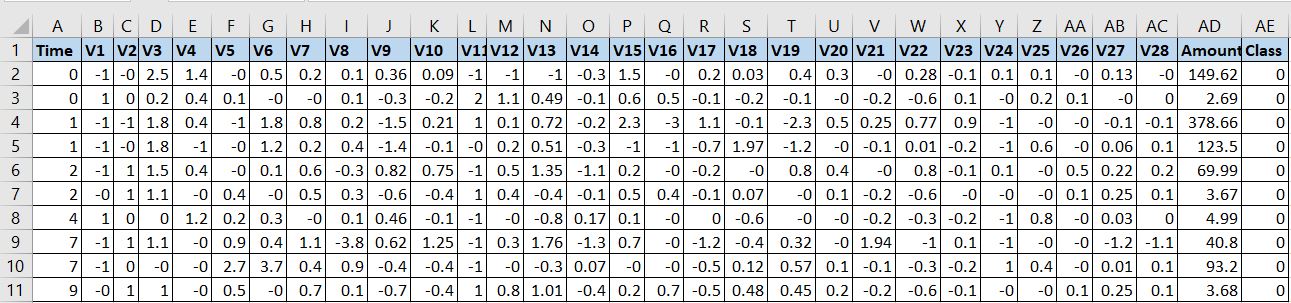 A B C D E F G H I J K L M N O P Q R S T U V W X Y Z AA AB AC AD AE
1 Time V1 V2 V3 V4 V5 V6 V7 V8 V9 V10 V11 V12 V13 V14 V15 V16 V17 V18 V19 V20 V21 V22 V23 V24 V25 V26 V27 V28 Amount Class
2 0 -1 -0 2.5 1.4 -0 0.5 0.2 0.1 0.36 0.09 -1 -1 -1 -0.3 1.5 -0 0.2 0.03 0.4 0.3 -0 0.28 -0.1 0.1 0.1 -0 0.13 -0 149.62 0
3 0 1 0 0.2 0.4 0.1 -0 -0 0.1 -0.3 -0.2 2 1.1 0.49 -0.1 0.6 0.5 -0.1 -0.2 -0.1 -0 -0.2 -0.6 0.1 -0 0.2 0.1 -0 0 2.69 0
4 1 -1 -1 1.8 0.4 -1 1.8 0.8 0.2 -1.5 0.21 1 0.1 0.72 -0.2 2.3 -3 1.1 -0.1 -2.3 0.5 0.25 0.77 0.9 -1 -0 -0 -0.1 -0.1 378.66 0
5 1 -1 -0 1.8 -1 -0 1.2 0.2 0.4 -1.4 -0.1 -0 0.2 0.51 -0.3 -1 -1 -0.7 1.97 -1.2 -0 -0.1 0.01 -0.2 -1 0.6 -0 0.06 0.1 123.5 0
6 2 -1 1 1.5 0.4 -0 0.1 0.6 -0.3 0.82 0.75 -1 0.5 1.35 -1.1 0.2 -0 -0.2 -0 0.8 0.4 -0 0.8 -0.1 0.1 -0 0.5 0.22 0.2 69.99 0
7 2 -0 1 1.1 -0 0.4 -0 0.5 0.3 -0.6 -0.4 1 0.4 -0.4 -0.1 0.5 0.4 -0.1 0.07 -0 0.1 -0.2 -0.6 -0 -0 -0 0.1 0.25 0.1 3.67 0
8 4 1 0 0 1.2 0.2 0.3 -0 0.1 0.46 -0.1 -1 -0 -0.8 0.17 0.1 -0 0 -0.6 -0 -0 -0.2 -0.3 -0.2 -1 0.8 -0 0.03 0 4.99 0
9 7 -1 1 1.1 -0 0.9 0.4 1.1 -3.8 0.62 1.25 -1 0.3 1.76 -1.3 0.7 -0 -1.2 -0.4 0.32 -0 1.94 -1 0.1 -1 -0 -0 -1.2 -1.1 40.8 0
10 7 -1 0 -0 -0 2.7 3.7 0.4 0.9 -0.4 -0.4 -1 -0 -0.3 0.07 -0 -0 -0.5 0.12 0.57 0.1 -0.1 -0.3 -0.2 1 0.4 -0 0.01 0.1 93.2 0
11 9 -0 1 1 -0 0.5 -0 0.7 0.1 -0.7 -0.4 1 0.8 1.01 -0.4 0.2 0.7 -0.5 0.48 0.45 0.2 -0.2 -0.6 -0.1 -0 -0 0.1 0.25 0.1 3.68 0